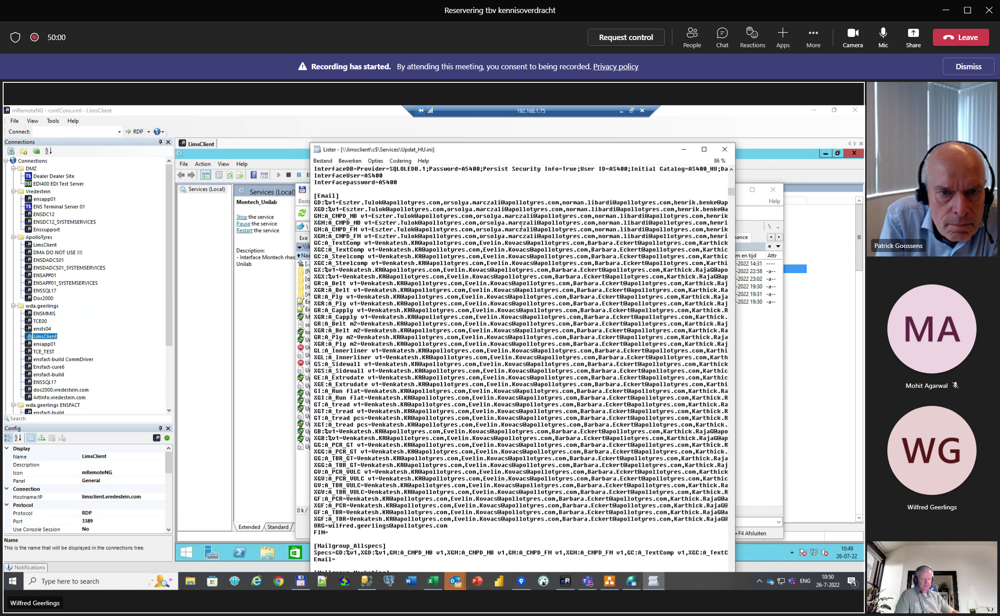 Reservering tbv kennisoverdracht
50:00
Request control
People
Chat
Reactions
Apps
More
Camera
Mic
Share
Leave
Recording has started. By attending this meeting, you consent to being recorded. Privacy policy
Dismiss
mRemoteNG - confCons.xml - LimsClient
192.168.1.75
File View Tools Help
Connect:
RDP
Connections
Connections
DMZ
Dealer Dealer Site
EDI400 EDI Test Server
Vredestein
ensapp01
ENS Terminal Server 01
ENSDC12
ENSDC12_SYSTEMSERVICES
Enssupport
ApolloTyres
LimsClient
DMA DO NOT USE !!!!
ENSDADCS01
ENSDADCS01_SYSTEMSERVICES
ENSAPP01
ENSAPP01_SYSTEMSERVICES
ENSSQL17
Doc2000
wda.geerlings
ENSMMIS
TCE00
ensts04
LimsClient
ensapp01
TCE_TEST
ensfact-build CommDriver
Ensfact-cure6
ensfact-build
ENSSQL17
doc2000.vredestein.com
ArtInfo.vredestein.com
wda.geerlings ENSFACT
ensfact-build
Search
Config
Display
Name LimsClient
Description
Icon mRemoteNG
Panel General
Connection
Hostname/IP limsclient.vredestein.com
Protocol
Protocol RDP
Port 3389
Use Console Session No
Name
This is the name that will be displayed in the connections tree.
Notifications
LimsClient
File Action View Help
Services (Local)
Services (Local)
Montech_Unilab
Stop the service
Pause the service
Restart the service
Description:
- Interface Montech rheo
Unilab
Extended Standard
Lister - [\\limsclient\c$\Services\Updat_HU.ini]
Bestand Bewerken Opties Codering Help
86 %
InterfaceDB=Provider=SQLOLEDB.1;Password=A5400;Persist Security Info=True;User ID=AS400;Initial Catalog=AS400_HU;Da
InterfaceUser=AS400
Interfacepassword=A5400
[Email]
GD:%v1=Eszter.Tulok@apollotyres.com,orsolya.marczali@apollotyres.com,norman.libardi@apollotyres.com,henrik.benke@ap
XGD:%v1=Eszter.Tulok@apollotyres.com,orsolya.marczali@apollotyres.com,norman.libardi@apollotyres.com,henrik.benke@a
GM:A_CMPD_MB v1=Eszter.Tulok@apollotyres.com,orsolya.marczali@apollotyres.com,norman.libardi@apollotyres.com,henrik
XGM:A_CMPD_MB v1=Eszter.Tulok@apollotyres.com,orsolya.marczali@apollotyres.com,norman.libardi@apollotyres.com,henri
GM:A_CMPD_FM v1=Eszter.Tulok@apollotyres.com,orsolya.marczali@apollotyres.com,norman.libardi@apollotyres.com,henrik
XGM:A_CMPD_FM v1=Eszter.Tulok@apollotyres.com,orsolya.marczali@apollotyres.com,norman.libardi@apollotyres.com,henri
GC:A_TextComp v1=Venkatesh.KR@apollotyres.com,Evelin.Kovacs@apollotyres.com,Barbara.Eckert@apollotyres.com,Karthick
XGC:A_TextComp v1=Venkatesh.KR@apollotyres.com,Evelin.Kovacs@apollotyres.com,Barbara.Eckert@apollotyres.com,Karthic
GC:A_Steelcomp v1=Venkatesh.KR@apollotyres.com,Evelin.Kovacs@apollotyres.com,Barbara.Eckert@apollotyres.com,Karthic
XGC:A_Steelcomp v1=Venkatesh.KR@apollotyres.com,Evelin.Kovacs@apollotyres.com,Barbara.Eckert@apollotyres.com,Karthi
GX:%v1=Venkatesh.KR@apollotyres.com,Evelin.Kovacs@apollotyres.com,Barbara.Eckert@apollotyres.com,Karthick.RajaG@apo
XGX:%v1=Venkatesh.KR@apollotyres.com,Evelin.Kovacs@apollotyres.com,Barbara.Eckert@apollotyres.com,Karthick.RajaG@ap
GR:A_Belt v1=Venkatesh.KR@apollotyres.com,Evelin.Kovacs@apollotyres.com,Barbara.Eckert@apollotyres.com,Karthick.Raj
XGR:A_Belt v1=Venkatesh.KR@apollotyres.com,Evelin.Kovacs@apollotyres.com,Barbara.Eckert@apollotyres.com,Karthick.Ra
GR:A_Ply v1=Venkatesh.KR@apollotyres.com,Evelin.Kovacs@apollotyres.com,Barbara.Eckert@apollotyres.com,Karthick.Raja
XGR:A_Ply v1=Venkatesh.KR@apollotyres.com,Evelin.Kovacs@apollotyres.com,Barbara.Eckert@apollotyres.com,Karthick.Raj
GR:A_Capply v1=Venkatesh.KR@apollotyres.com,Evelin.Kovacs@apollotyres.com,Barbara.Eckert@apollotyres.com,Karthick.R
XGR:A_Capply v1=Venkatesh.KR@apollotyres.com,Evelin.Kovacs@apollotyres.com,Barbara.Eckert@apollotyres.com,Karthick.
GR:A_Belt m2=Venkatesh.KR@apollotyres.com,Evelin.Kovacs@apollotyres.com,Barbara.Eckert@apollotyres.com,Karthick.Raj
XGR:A_Belt m2=Venkatesh.KR@apollotyres.com,Evelin.Kovacs@apollotyres.com,Barbara.Eckert@apollotyres.com,Karthick.Ra
GR:A_Ply m2=Venkatesh.KR@apollotyres.com,Evelin.Kovacs@apollotyres.com,Barbara.Eckert@apollotyres.com,Karthick.Raja
XGR:A_Ply m2=Venkatesh.KR@apollotyres.com,Evelin.Kovacs@apollotyres.com,Barbara.Eckert@apollotyres.com,Karthick.Raj
GL:A_Innerliner v1=Venkatesh.KR@apollotyres.com,Evelin.Kovacs@apollotyres.com,Barbara.Eckert@apollotyres.com,Karthi
XGL:A_Innerliner v1=Venkatesh.KR@apollotyres.com,Evelin.Kovacs@apollotyres.com,Barbara.Eckert@apollotyres.com,Karth
GS:A_Sidewall v1=Venkatesh.KR@apollotyres.com,Evelin.Kovacs@apollotyres.com,Barbara.Eckert@apollotyres.com,Karthick
XGS:A_Sidewall v1=Venkatesh.KR@apollotyres.com,Evelin.Kovacs@apollotyres.com,Barbara.Eckert@apollotyres.com,Karthic
GE:A_Extrudate v1=Venkatesh.KR@apollotyres.com,Evelin.Kovacs@apollotyres.com,Barbara.Eckert@apollotyres.com,Karthic
XGE:A_Extrudate v1=Venkatesh.KR@apollotyres.com,Evelin.Kovacs@apollotyres.com,Barbara.Eckert@apollotyres.com,Karthi
GI:A_Run flat=Venkatesh.KR@apollotyres.com,Evelin.Kovacs@apollotyres.com,Barbara.Eckert@apollotyres.com,Karthick.Ra
XGI:A_Run flat=Venkatesh.KR@apollotyres.com,Evelin.Kovacs@apollotyres.com,Barbara.Eckert@apollotyres.com,Karthick.R
GT:A_tread v1=Venkatesh.KR@apollotyres.com,Evelin.Kovacs@apollotyres.com,Barbara.Eckert@apollotyres.com,Karthick.Ra
XGT:A_tread v1=Venkatesh.KR@apollotyres.com,Evelin.Kovacs@apollotyres.com,Barbara.Eckert@apollotyres.com,Karthick.R
GT:A_tread pcs=Venkatesh.KR@apollotyres.com,Evelin.Kovacs@apollotyres.com,Barbara.Eckert@apollotyres.com,Karthick.R
XGT:A_tread pcs=Venkatesh.KR@apollotyres.com,Evelin.Kovacs@apollotyres.com,Barbara.Eckert@apollotyres.com,Karthick.
GB:%v1=Venkatesh.KR@apollotyres.com,Evelin.Kovacs@apollotyres.com,Barbara.Eckert@apollotyres.com,Karthick.RajaG@apo
XGB:%v1=Venkatesh.KR@apollotyres.com,Evelin.Kovacs@apollotyres.com,Barbara.Eckert@apollotyres.com,Karthick.RajaG@ap
GG:A_PCR_GT v1=Venkatesh.KR@apollotyres.com,Evelin.Kovacs@apollotyres.com,Barbara.Eckert@apollotyres.com,Karthick.R
XGG:A_PCR_GT v1=Venkatesh.KR@apollotyres.com,Evelin.Kovacs@apollotyres.com,Barbara.Eckert@apollotyres.com,Karthick.
GG:A_TBR_GT=Venkatesh.KR@apollotyres.com,Evelin.Kovacs@apollotyres.com,Barbara.Eckert@apollotyres.com,Karthick.Raja
XGG:A_TBR_GT=Venkatesh.KR@apollotyres.com,Evelin.Kovacs@apollotyres.com,Barbara.Eckert@apollotyres.com,Karthick.Raj
GV:A_PCR_VULC v1=Venkatesh.KR@apollotyres.com,Evelin.Kovacs@apollotyres.com,Barbara.Eckert@apollotyres.com,Karthick
XGV:A_PCR_VULC v1=Venkatesh.KR@apollotyres.com,Evelin.Kovacs@apollotyres.com,Barbara.Eckert@apollotyres.com,Karthic
GV:A_TBR_VULC=Venkatesh.KR@apollotyres.com,Evelin.Kovacs@apollotyres.com,Barbara.Eckert@apollotyres.com,Karthick.Ra
XGV:A_TBR_VULC=Venkatesh.KR@apollotyres.com,Evelin.Kovacs@apollotyres.com,Barbara.Eckert@apollotyres.com,Karthick.R
GF:A_PCR=Venkatesh.KR@apollotyres.com,Evelin.Kovacs@apollotyres.com,Barbara.Eckert@apollotyres.com,Karthick.RajaG@a
XGF:A_PCR=Venkatesh.KR@apollotyres.com,Evelin.Kovacs@apollotyres.com,Barbara.Eckert@apollotyres.com,Karthick.RajaG@
GF:A_TBR=Venkatesh.KR@apollotyres.com,Evelin.Kovacs@apollotyres.com,Barbara.Eckert@apollotyres.com,Karthick.RajaG@a
XGF:A_TBR=Venkatesh.KR@apollotyres.com,Evelin.Kovacs@apollotyres.com,Barbara.Eckert@apollotyres.com,Karthick.RajaG@
ORG=wilfred.geerlings@apollotyres.com
FIN=
[Mailgroup_Allspecs]
Specs=GD:%v1,XGD:%v1,GM:A_CMPD_MB v1,XGM:A_CMPD_MB v1,GM:A_CMPD_FM v1,XGM:A_CMPD_FM v1,GC:A_TextComp v1,XGC:A_TextC
Email=
Besta
Exe
Naa
0 k /
Help
ance
m en tijd Attr
-2022 14:31 ----
-2022 22:58 -a--
-2022 23:02 -a--
-2022 19:30 -a--
-2022 19:31 -a--
-2022 19:30 -a--
+F4 Afsluiten
10:49
26-07-22
Type here to search
ENG
10:50
26-7-2022
5
Wilfred Geerlings
Patrick Goossens
MA
Mohit Agarwal
WG
Wilfred Geerlings